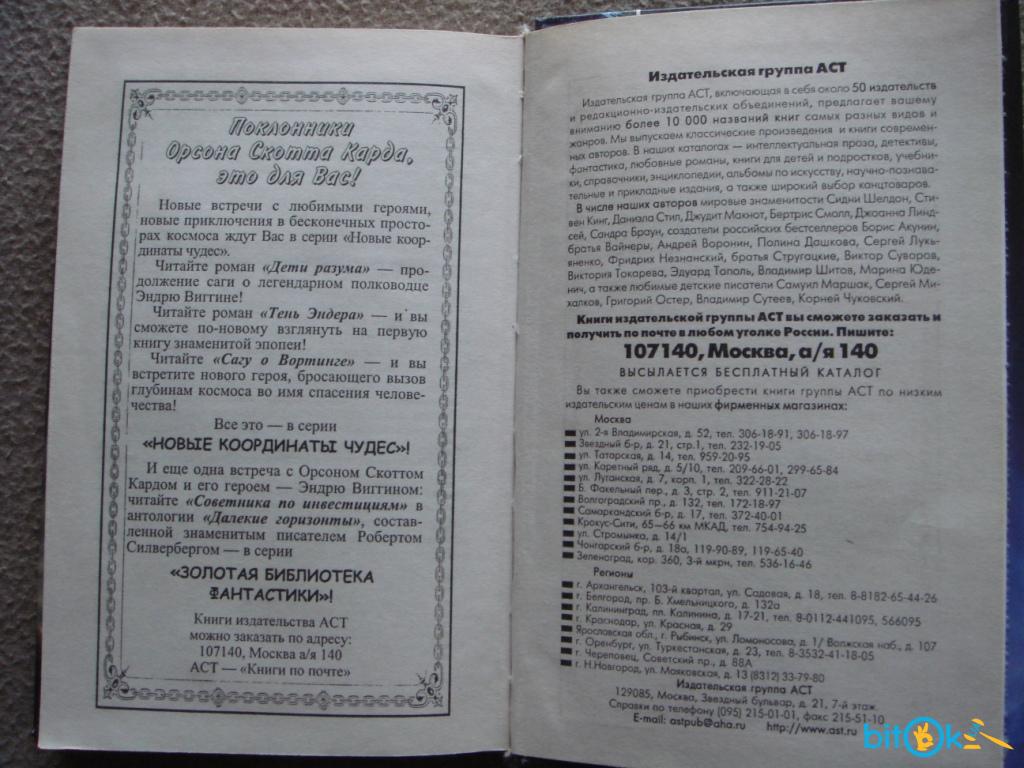 Поклонники
Орсона Скотта Карда,
это для Вас!
Новые встречи с любимыми героями,
новые приключения в бесконечных просто-
рах космоса ждут Вас в серии «Новые коор-
динаты чудес».
Читайте роман «Дети разума» — про-
должение саги о легендарном полководце
Эндрю Виггине!
Читайте роман «Тень Эндера» — и вы
сможете по-новому взглянуть на первую
книгу знаменитой эпопеи!
Читайте «Сагу о Вортинге» — и вы
встретите нового героя, бросающего вызов
глубинам космоса во имя спасения челове-
чества!
Все это — в серии
«НОВЫЕ КООРДИНАТЫ ЧУДЕС»!
И еще одна встреча с Орсоном Скоттом
Кардом и его героем — Эндрю Виггином:
читайте «Советника по инвестициям» в
антологии «Далекие горизонты», состав-
ленной знаменитым писателем Робертом
Силвербергом — в серии
«ЗОЛОТАЯ БИБЛИОТЕКА
ФАНТАСТИКИ»!
Книги издательства АСТ
можно заказать по адресу:
107140, Москва а/я 140
АСТ — «Книги по почте»
Издательская группа АСТ
Издательская группа АСТ, включающая в себя около 50 издательств
и редакционно-издательских объединений, предлагает вашему
вниманию более 10 000 названий книг самых разных видов и
жанров. Мы выпускаем классические произведения и книги современ-
ных авторов. В наших каталогах — интеллектуальная проза, детективы,
фантастика, любовные романы, книги для детей и подростков, учебни-
ки, справочники, энциклопедии, альбомы по искусству, научно-познава-
тельные и прикладные издания, а также широкий выбор канцтоваров.
В числе наших авторов мировые знаменитости Сидни Шелдон, Сти-
вен Кинг, Даниэла Стил, Джудит Макнот, Бертрис Смолл, Джоанна Линд-
сей, Сандра Браун, создатели российских бестселлеров Борис Акунин,
братья Вайнеры, Андрей Воронин, Полина Дашкова, Сергей Лукь-
яненко, Фридрих Незнанский, братья Стругацкие, Виктор Суворов,
Виктория Токарева, Эдуард Тополь, Владимир Шитов, Марина Юде-
нич, а также любимые детские писатели Самуил Маршак, Сергей Ми-
халков, Григорий Остер, Владимир Сутеев, Корней Чуковский.
Книги издательской группы АСТ вы сможете заказать и
получить по почте в любом уголке России. Пишите:
107140, Москва, а/я 140
ВЫСЫЛАЕТСЯ БЕСПЛАТНЫЙ КАТАЛОГ
Вы также сможете приобрести книги группы АСТ по низким
издательским ценам в наших фирменных магазинах:
Москва
ул. 2-я Владимирская, д. 52, тел. 306-18-91, 306-18-97
Звездный б-р, д. 21, стр.1, тел. 232-19-05
ул. Татарская, д. 14, тел. 959-20-95
ул. Каретный ряд, д. 5/10, тел. 209-66-01, 299-65-84
ул. Луганская, д. 7, корп. 1, тел. 322-28-22
Б. Факельный пер., д. 3, стр. 2, тел. 911-21-07
Волгоградский пр., д. 132, тел. 172-18-97
Самаркандский б-р, д. 17, тел. 372-40-01
Крокус-Сити, 65—66 км МКАД, тел. 754-94-25
ул. Стромынка, д. 14/1
Чонгарский б-р, д. 18а, 119-90-89, 119-65-40
Зеленоград, кор. 360, 3-й мкрн, тел. 536-16-46
Регионы
г. Архангельск, 103-й квартал, ул. Садовая, д. 18, тел. 8-8182-65-44-26
г. Белгород, пр. Б. Хмельницкого, д. 132а
г. Калининград, пл. Калинина, д. 17-21, тел. 8-0112-441095, 566095
г. Краснодар, ул. Красная, д. 29
Ярославская обл., г. Рыбинск, ул. Ломоносова, д. 1/ Волжская наб., д. 107
г. Оренбург, ул. Туркестанская, д. 23, тел. 8-3532-41-18-05
г. Череповец, Советский пр., д. 88А
г. Н.Новгород, ул. Маяковская, д. 13 (8312) 33-79-80
Издательская группа АСТ
129085, Москва, Звездный бульвар, д. 21, 7-й этаж.
Справки по телефону (095) 215-01-01, факс 215-51-10
E-mail: astpub@aha.ru http://www.ast.ru
bitok